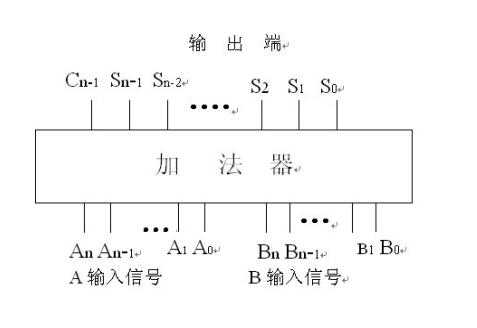 输 出 端
Cn-1 Sn-1 Sn-2 •••• S2 S1 S0
加 法 器
An An-1 ••• A1 A0 Bn Bn-1 ••• B1 B0
A 输入信号 B 输入信号